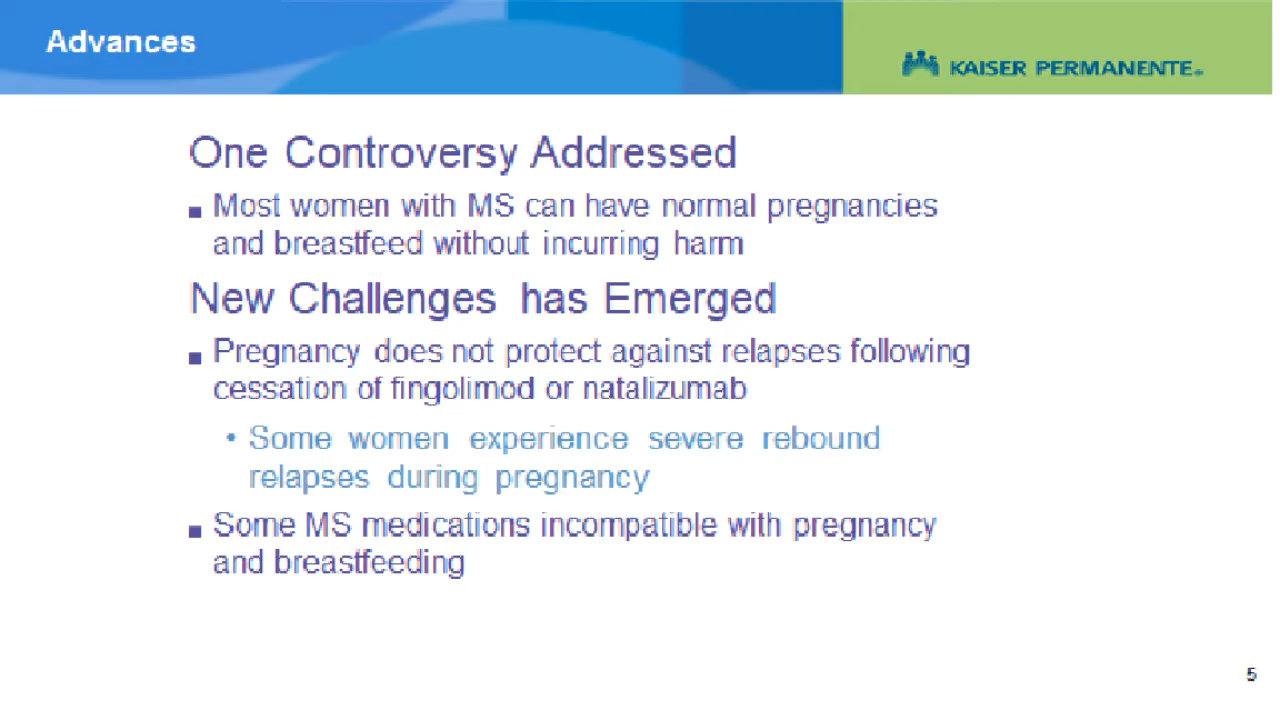 Advances
KAISER PERMANENTE®
One Controversy Addressed
■ Most women with MS can have normal pregnancies
and breastfeed without incurring harm
New Challenges has Emerged
■ Pregnancy does not protect against relapses following
cessation of fingolimod or natalizumab
• Some women experience severe rebound
relapses during pregnancy
■ Some MS medications incompatible with pregnancy
and breastfeeding
5